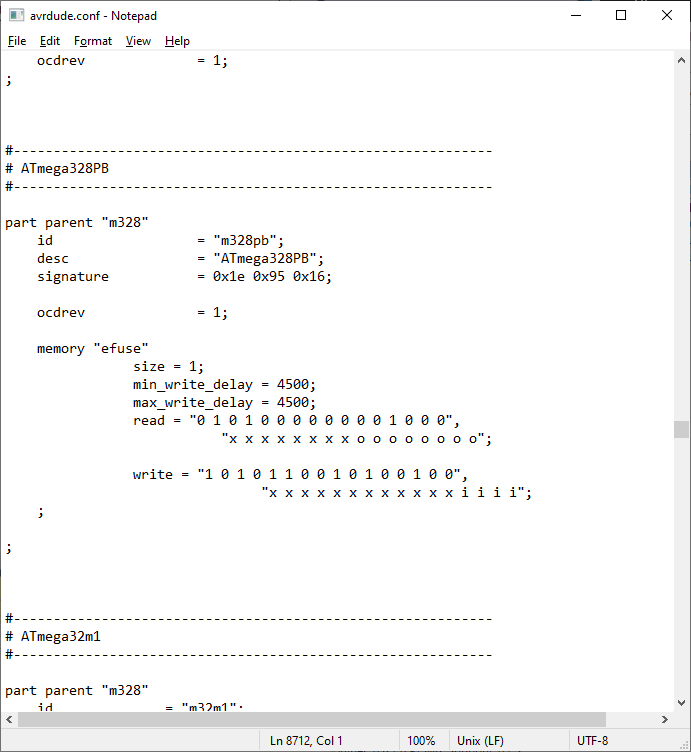 avrdude.conf - Notepad
File Edit Format View Help
ocdrev = 1;
;
#------------------------------------------------------------
# ATmega328PB
#------------------------------------------------------------
part parent "m328"
id = "m328pb";
desc = "ATmega328PB";
signature = 0x1e 0x95 0x16;
ocdrev = 1;
memory "efuse"
size = 1;
min_write_delay = 4500;
max_write_delay = 4500;
read = "0 1 0 1 0 0 0 0 0 0 0 0 1 0 0 0",
"x x x x x x x x o o o o o o o o";
write = "1 0 1 0 1 1 0 0 1 0 1 0 0 1 0 0",
"x x x x x x x x x x x x i i i i";
;
;
#------------------------------------------------------------
# ATmega32m1
#------------------------------------------------------------
part parent "m328"
id = "m32m1";
Ln 8712, Col 1 100% Unix (LF) UTF-8